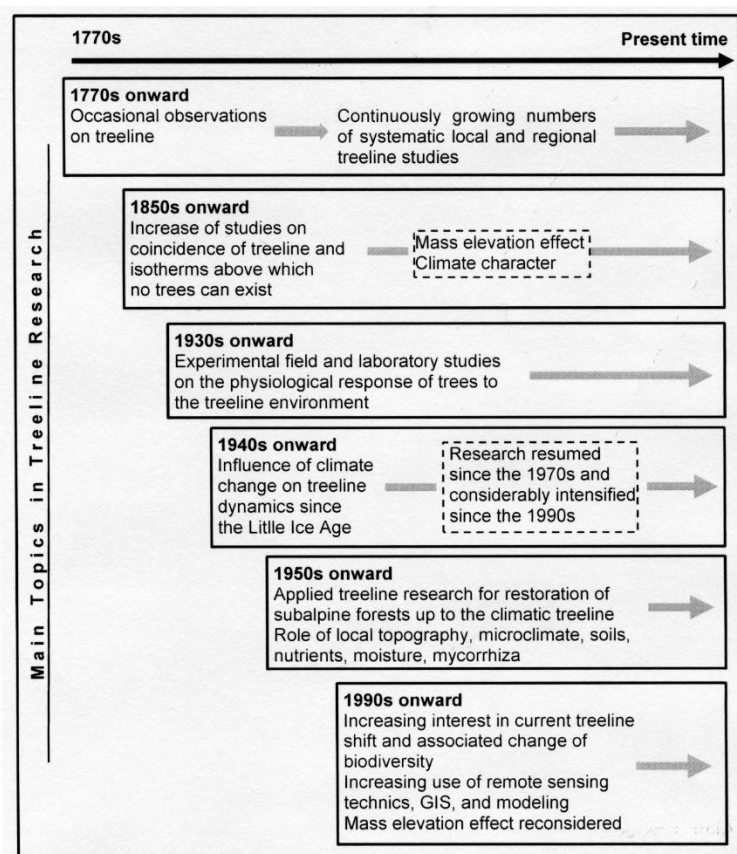 1770s
Present time
Main Topics in Treeline Research
1770s onward
Occasional observations
on treeline
Continuously growing numbers
of systematic local and regional
treeline studies
1850s onward
Increase of studies on
coincidence of treeline and
isotherms above which
no trees can exist
Mass elevation effect
Climate character
1930s onward
Experimental field and laboratory studies
on the physiological response of trees to
the treeline environment
1940s onward
Influence of climate
change on treeline
dynamics since
the Litlle Ice Age
Research resumed
since the 1970s and
considerably intensified
since the 1990s
1950s onward
Applied treeline research for restoration of
subalpine forests up to the climatic treeline
Role of local topography, microclimate, soils,
nutrients, moisture, mycorrhiza
1990s onward
Increasing interest in current treeline
shift and associated change of
biodiversity
Increasing use of remote sensing
technics, GIS, and modeling
Mass elevation effect reconsidered